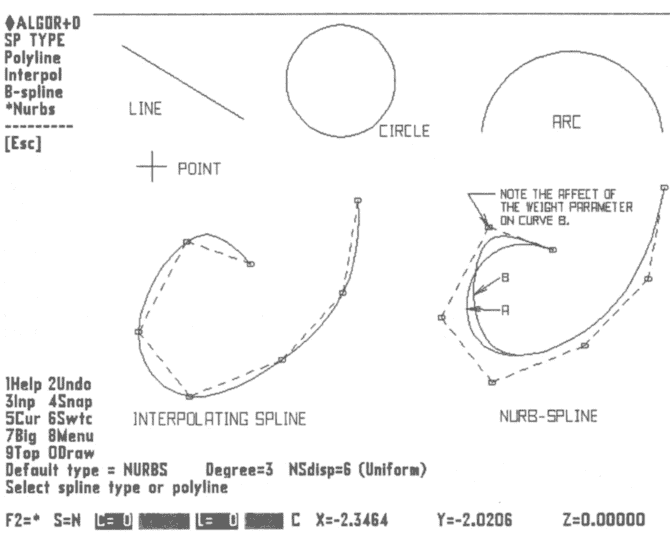 ♦ALGOR+D
SP TYPE
Polyline
Interpol
B-spline
*Nurbs
---------
[Esc]
LINE
CIRCLE
ARC
POINT
NOTE THE AFFECT OF
THE WEIGHT PARAMETER
ON CURVE B.
B
A
1Help 2Undo
3Inp 4Snap
5Cur 6Swtc
7Big 8Menu
9Top 0Draw
INTERPOLATING SPLINE
NURB-SPLINE
Default type = NURBS Degree=3 NSdisp=6 (Uniform)
Select spline type or polyline
F2=* S=N C= 0 L= 0 C X=-2.3464 Y=-2.0206 Z=0.00000